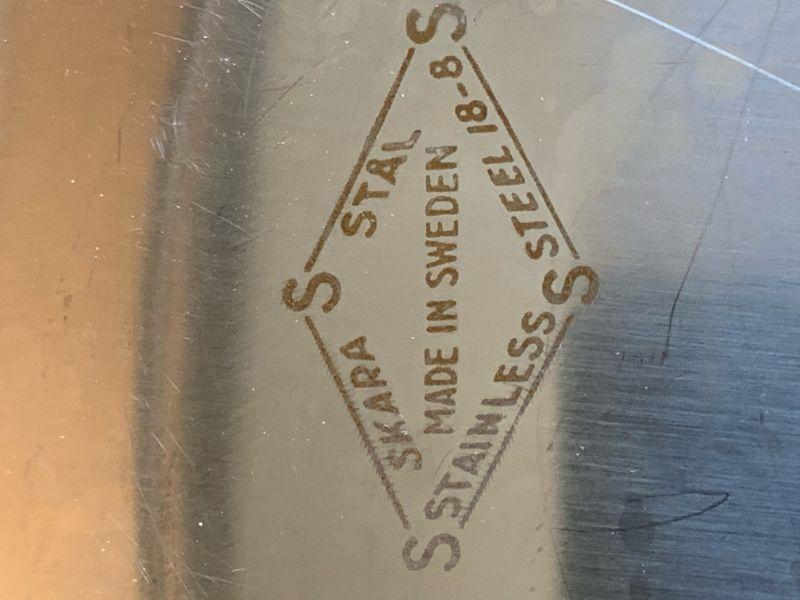 S
SKARA STÅL
S S
MADE IN SWEDEN
STAINLESS STEEL 18-8
S